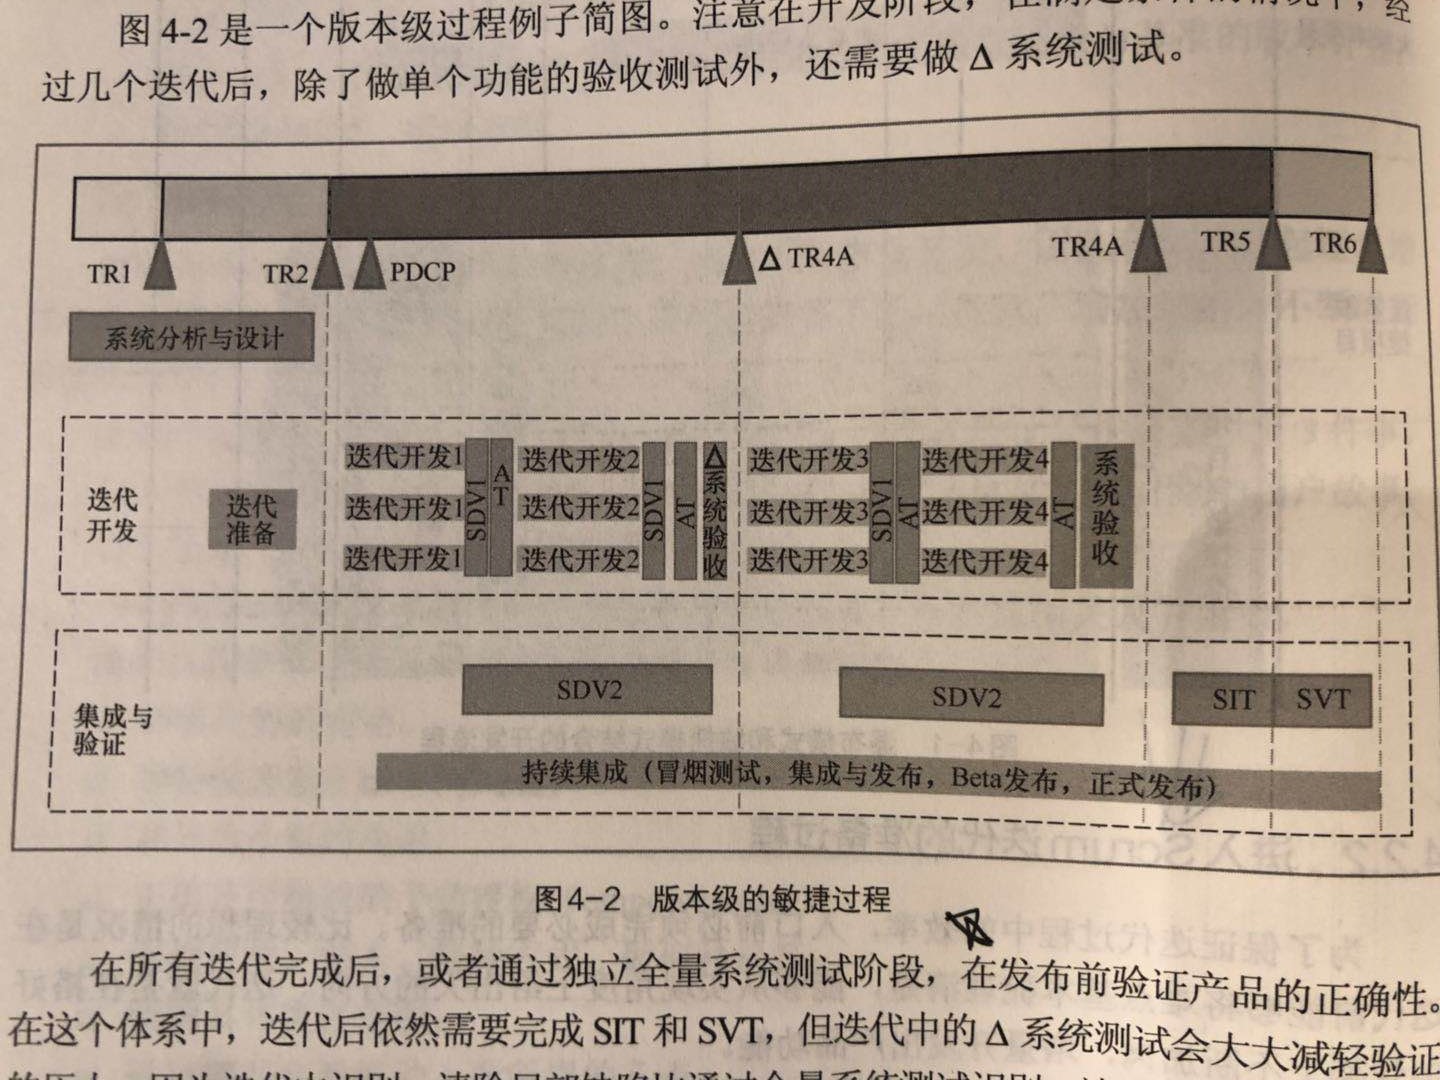 图 4-2 是一个版本级过程例子简图。注意在开发阶段，在满足条件的情况下，经
过几个迭代后，除了做单个功能的验收测试外，还需要做 Δ 系统测试。
TR1 TR2 PDCP Δ TR4A TR4A TR5 TR6
系统分析与设计
迭代
开发
迭代
准备
迭代开发1
迭代开发1
迭代开发1
SDV1
AT
迭代开发2
迭代开发2
迭代开发2
SDV1
AT
Δ系统验收
迭代开发3
迭代开发3
迭代开发3
SDV1
AT
迭代开发4
迭代开发4
迭代开发4
AT
系统验收
集成与
验证
SDV2 SDV2 SIT SVT
持续集成（冒烟测试，集成与发布，Beta发布，正式发布）
图4-2 版本级的敏捷过程
在所有迭代完成后，或者通过独立全量系统测试阶段，在发布前验证产品的正确性。
在这个体系中，迭代后依然需要完成 SIT 和 SVT，但迭代中的 Δ 系统测试会大大减轻验证